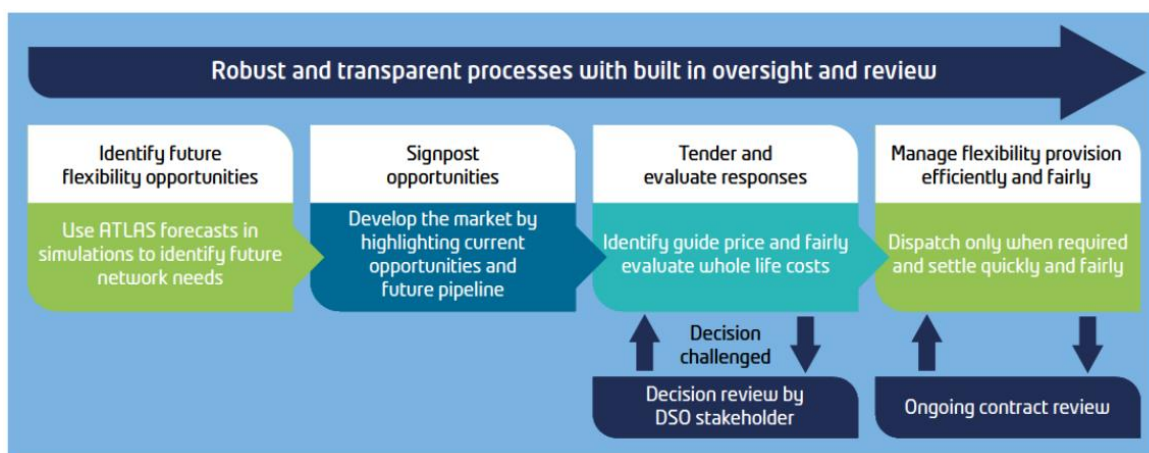 Robust and transparent processes with built in oversight and review
Identify future
flexibility opportunities
Use ATLAS forecasts in
simulations to identify future
network needs
Signpost
opportunities
Develop the market by
highlighting current
opportunities and
future pipeline
Tender and
evaluate responses
Identify guide price and fairly
evaluate whole life costs
Manage flexibility provision
efficiently and fairly
Dispatch only when required
and settle quickly and fairly
Decision
challenged
Decision review by
DSO stakeholder
Ongoing contract review